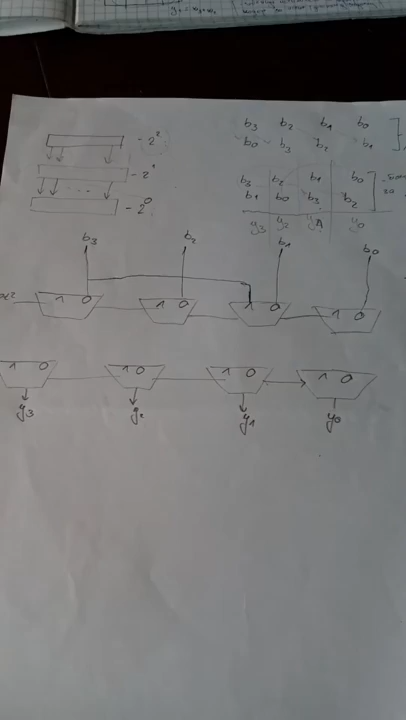 - 2²
- 2¹
- 2⁰
b3 b2 b1 b0
b0 b3 b2 b1
b3 b2 b1 b0
b1 b0 b3 b2
y3 y2 y1 y0
b3 b2 b1 b0
1 0 1 0 1 0 1 0
1 0 1 0 1 0 1 0
y3 y2 y1 y0